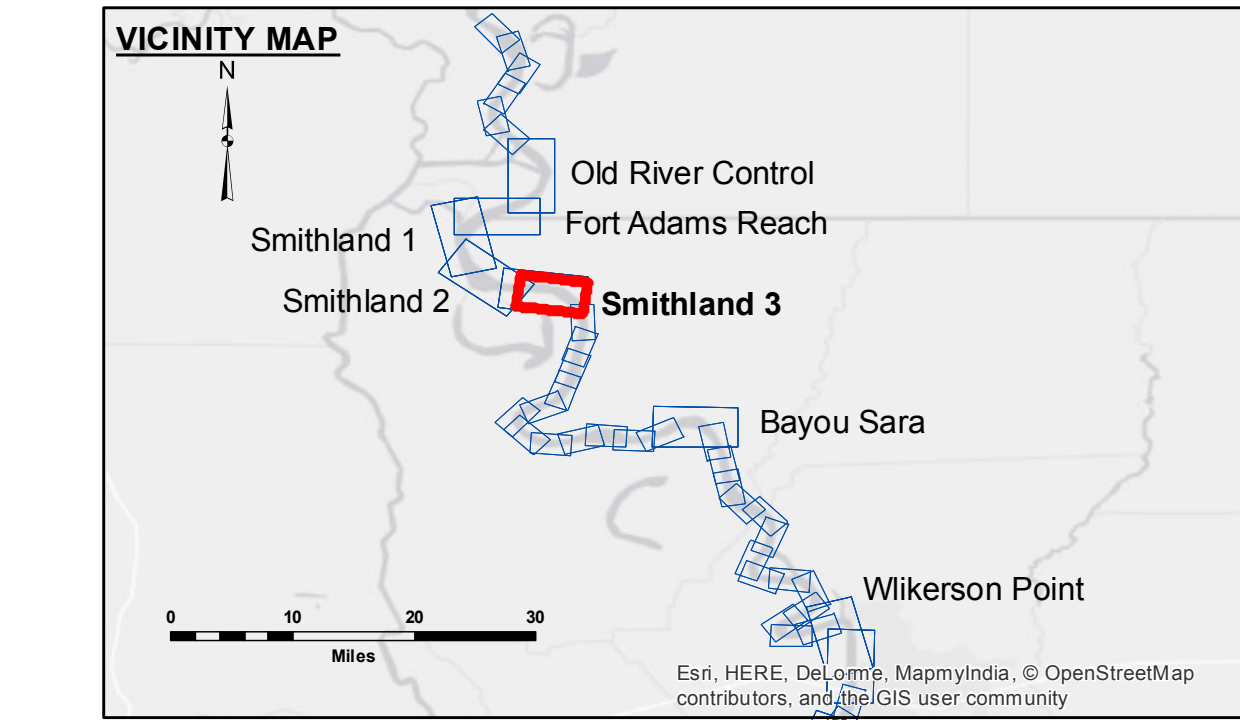 VICINITY MAP
N
Old River Control
Fort Adams Reach
Smithland 1
Smithland 2
Smithland 3
Bayou Sara
Wlikerson Point
0 10 20 30
Miles
Esri, HERE, DeLorme, MapmyIndia, © OpenStreetMap
contributors, and the GIS user community